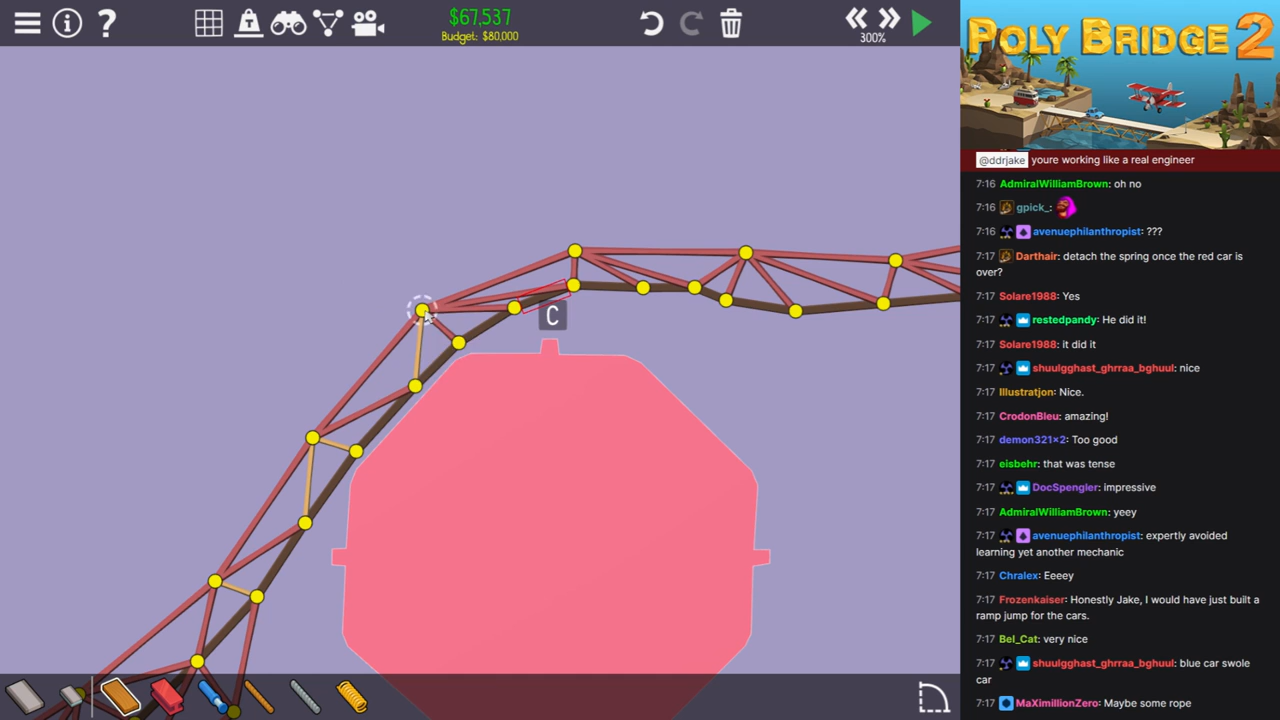 $67,537
Budget: $80,000
300%
C
POLY BRIDGE 2
@ddrjake youre working like a real engineer
7:16 AdmiralWilliamBrown: oh no
7:16 gpick_:
7:16 avenuephilanthropist: ???
7:17 Darthair: detach the spring once the red car is
over?
7:17 Solare1988: Yes
7:17 restedpandy: He did it!
7:17 Solare1988: it did it
7:17 shuulgghast_ghrraa_bghuul: nice
7:17 Illustratjon: Nice.
7:17 CrodonBleu: amazing!
7:17 demon321×2: Too good
7:17 eisbehr: that was tense
7:17 DocSpengler: impressive
7:17 AdmiralWilliamBrown: yeey
7:17 avenuephilanthropist: expertly avoided
learning yet another mechanic
7:17 Chralex: Eeeey
7:17 Frozenkaiser: Honestly Jake, I would have just built a
ramp jump for the cars.
7:17 Bel_Cat: very nice
7:17 shuulgghast_ghrraa_bghuul: blue car swole
car
7:17 MaXimillionZero: Maybe some rope